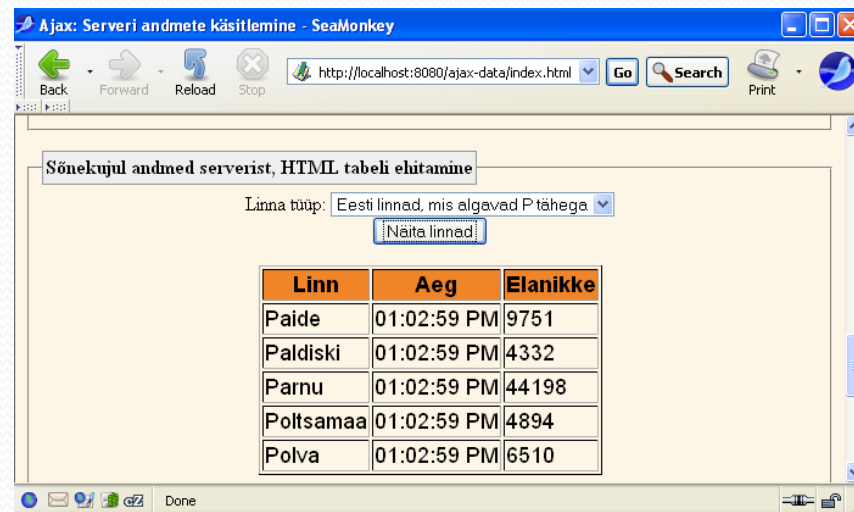 Ajax: Serveri andmete käsitlemine - SeaMonkey
Back Forward Reload Stop http://localhost:8080/ajax-data/index.html Go Search Print
Sõnekujul andmed serverist, HTML tabeli ehitamine
Linna tüüp: Eesti linnad, mis algavad P tähega
Näita linnad
Linn Aeg Elanikke
Paide 01:02:59 PM 9751
Paldiski 01:02:59 PM 4332
Parnu 01:02:59 PM 44198
Poltsamaa 01:02:59 PM 4894
Polva 01:02:59 PM 6510
Done